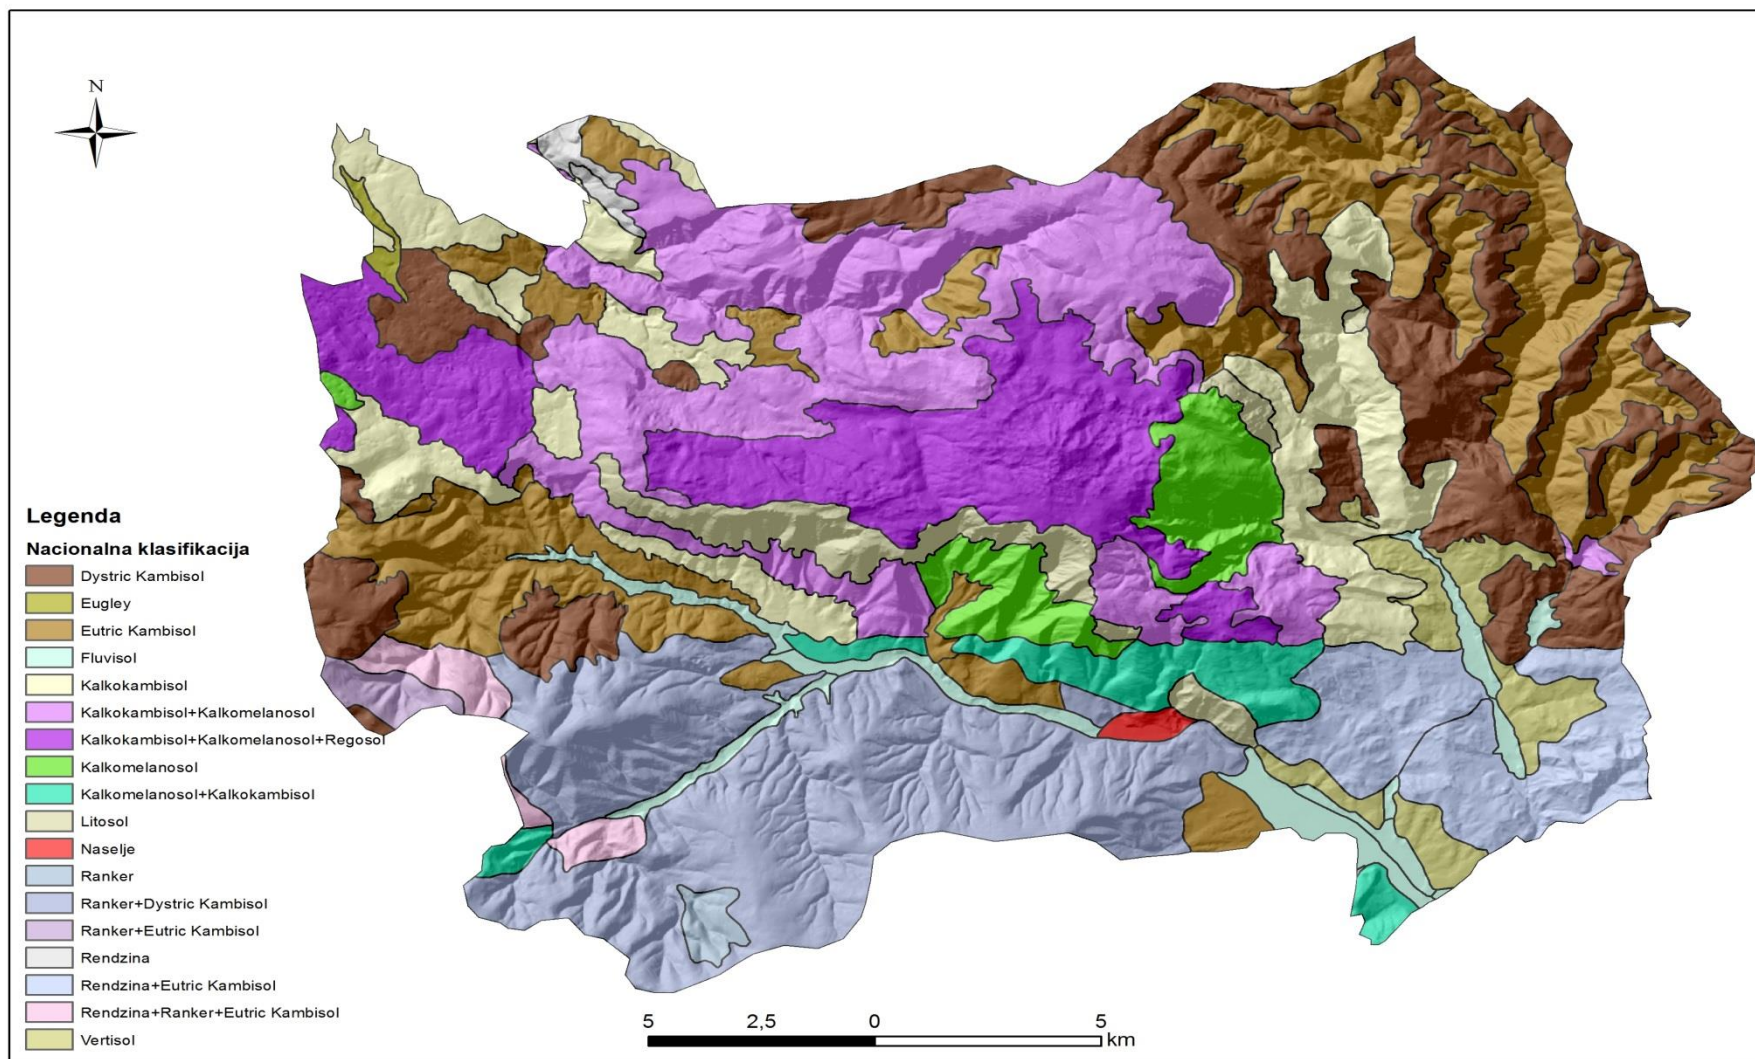 N
Legenda
Nacionalna klasifikacija
Dystric Kambisol
Eugley
Eutric Kambisol
Fluvisol
Kalkokambisol
Kalkokambisol+Kalkomelanosol
Kalkokambisol+Kalkomelanosol+Regosol
Kalkomelanosol
Kalkomelanosol+Kalkokambisol
Litosol
Naselje
Ranker
Ranker+Dystric Kambisol
Ranker+Eutric Kambisol
Rendzina
Rendzina+Eutric Kambisol
Rendzina+Ranker+Eutric Kambisol
Vertisol
5 2,5 0 5
km